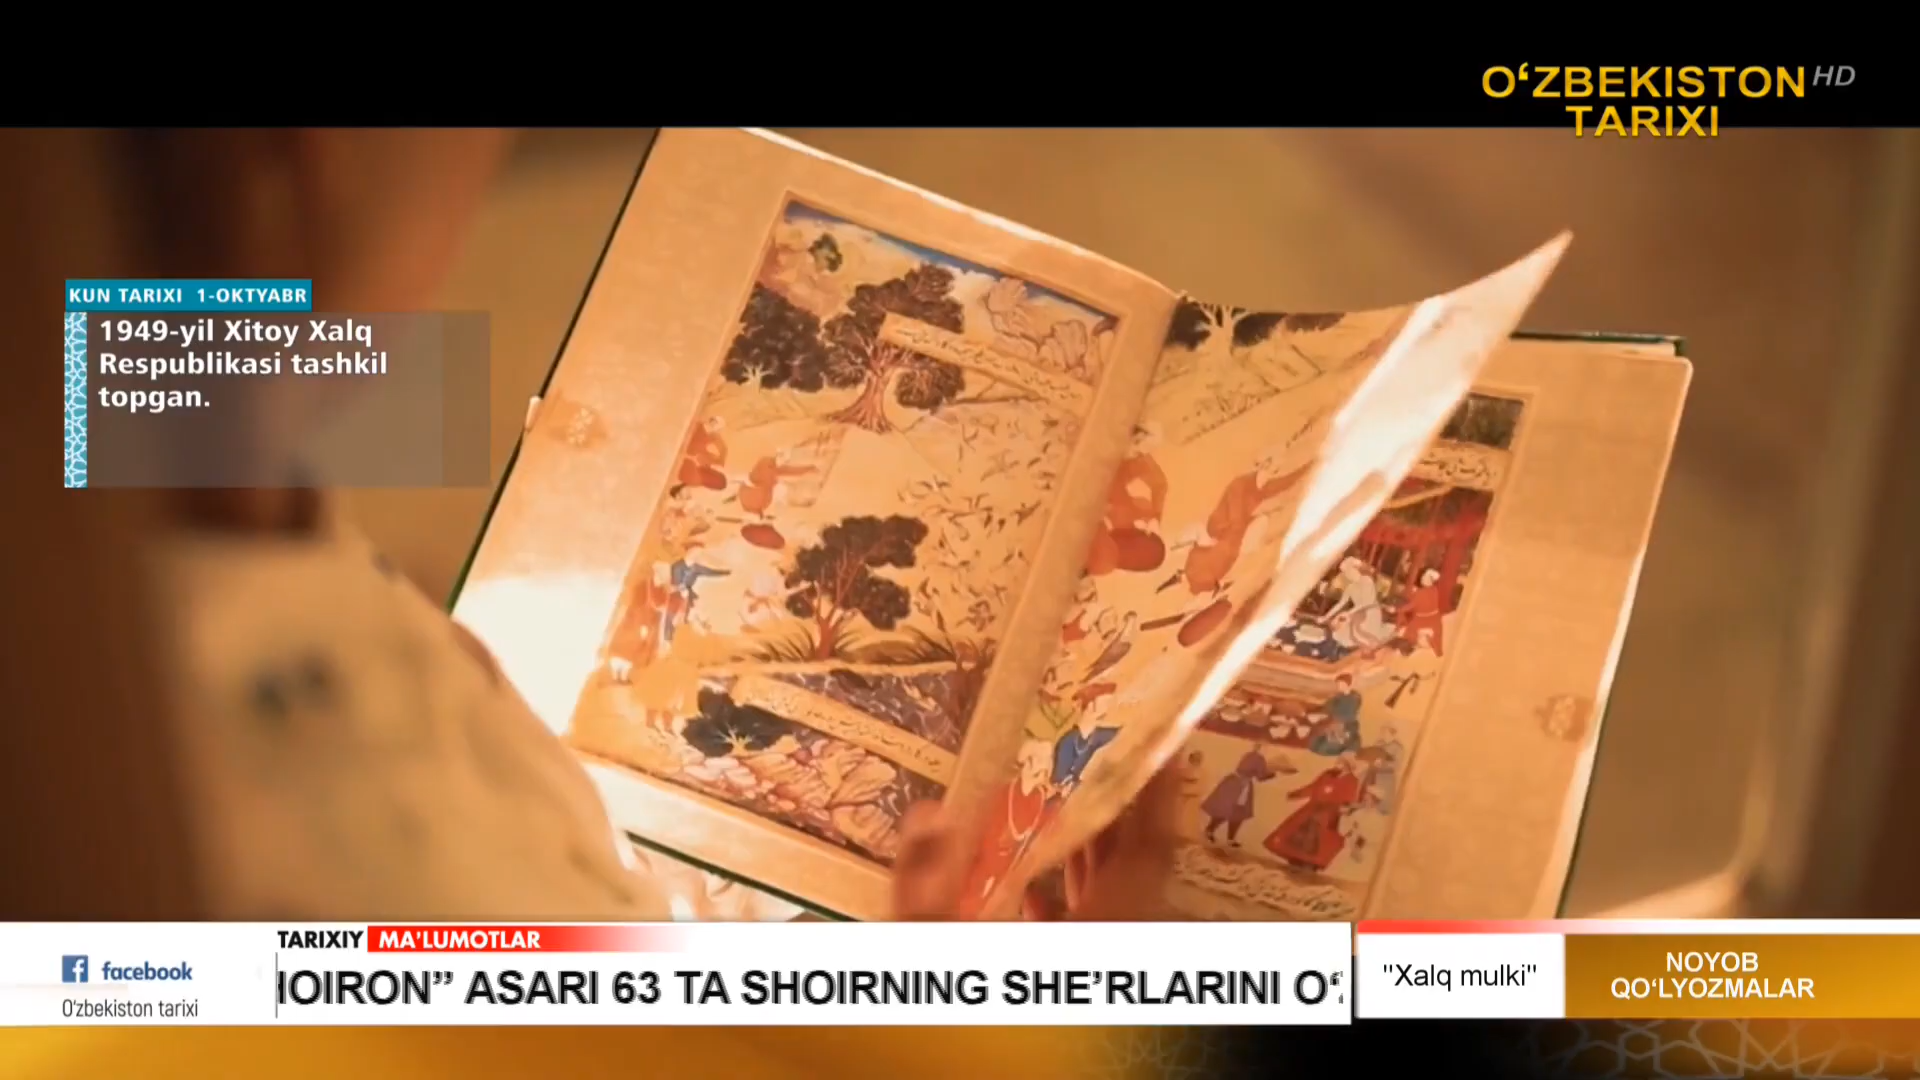 O‘ZBEKISTON HD
TARIXI
KUN TARIXI 1-OKTYABR
1949-yil Xitoy Xalq
Respublikasi tashkil
topgan.
TARIXIY MA'LUMOTLAR
facebook
O'zbekiston tarixi
HOIRON” ASARI 63 TA SHOIRNING SHE’RLARINI O‘
"Xalq mulki"
NOYOB
QO‘LYOZMALAR